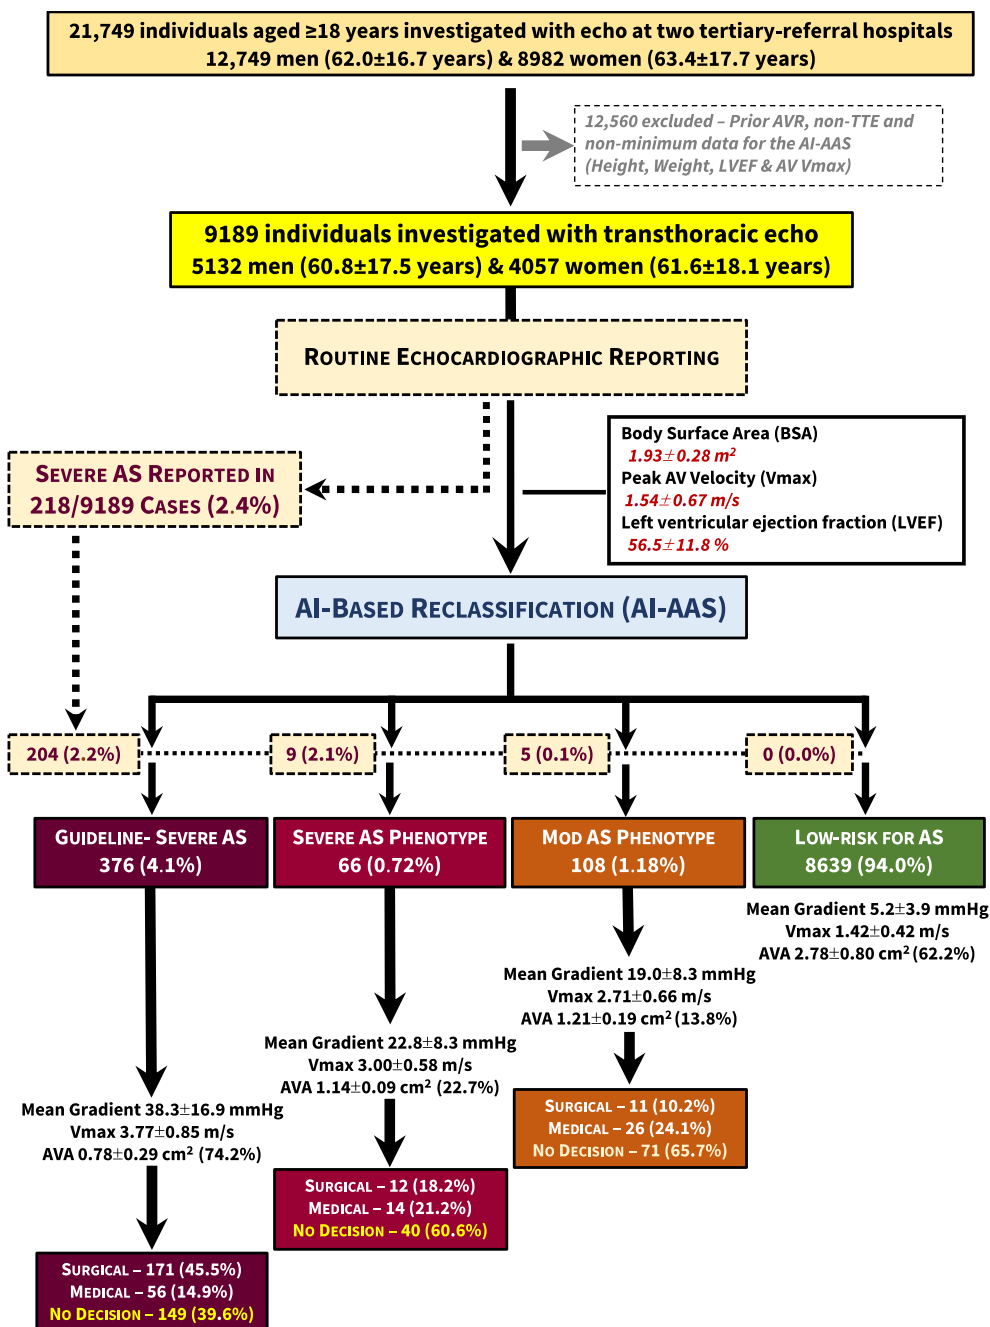 21,749 individuals aged ≥18 years investigated with echo at two tertiary-referral hospitals
12,749 men (62.0±16.7 years) & 8982 women (63.4±17.7 years)
12,560 excluded – Prior AVR, non-TTE and
non-minimum data for the AI-AAS
(Height, Weight, LVEF & AV Vmax)
9189 individuals investigated with transthoracic echo
5132 men (60.8±17.5 years) & 4057 women (61.6±18.1 years)
ROUTINE ECHOCARDIOGRAPHIC REPORTING
Body Surface Area (BSA)
1.93±0.28 m²
Peak AV Velocity (Vmax)
1.54±0.67 m/s
Left ventricular ejection fraction (LVEF)
56.5±11.8 %
SEVERE AS REPORTED IN
218/9189 CASES (2.4%)
AI-BASED RECLASSIFICATION (AI-AAS)
204 (2.2%)
9 (2.1%)
5 (0.1%)
0 (0.0%)
GUIDELINE- SEVERE AS
376 (4.1%)
SEVERE AS PHENOTYPE
66 (0.72%)
MOD AS PHENOTYPE
108 (1.18%)
LOW-RISK FOR AS
8639 (94.0%)
Mean Gradient 5.2±3.9 mmHg
Vmax 1.42±0.42 m/s
AVA 2.78±0.80 cm² (62.2%)
Mean Gradient 19.0±8.3 mmHg
Vmax 2.71±0.66 m/s
AVA 1.21±0.19 cm² (13.8%)
Mean Gradient 22.8±8.3 mmHg
Vmax 3.00±0.58 m/s
AVA 1.14±0.09 cm² (22.7%)
Mean Gradient 38.3±16.9 mmHg
Vmax 3.77±0.85 m/s
AVA 0.78±0.29 cm² (74.2%)
SURGICAL – 11 (10.2%)
MEDICAL – 26 (24.1%)
NO DECISION – 71 (65.7%)
SURGICAL – 12 (18.2%)
MEDICAL – 14 (21.2%)
NO DECISION – 40 (60.6%)
SURGICAL – 171 (45.5%)
MEDICAL – 56 (14.9%)
NO DECISION – 149 (39.6%)